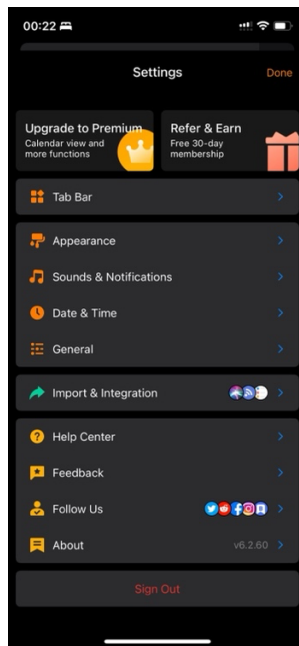 00:22
Settings
Done
Upgrade to Premium
Calendar view and
more functions
Refer & Earn
Free 30-day
membership
Tab Bar
Appearance
Sounds & Notifications
Date & Time
General
Import & Integration
Help Center
Feedback
Follow Us
About
v6.2.60
Sign Out